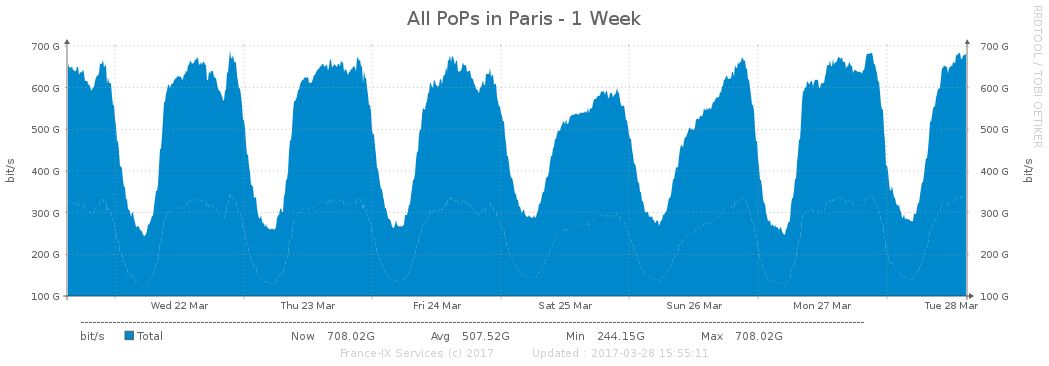 All PoPs in Paris - 1 Week
RRDTOOL / TOBI OETIKER
700 G 700 G
600 G 600 G
500 G 500 G
bit/s bit/s
400 G 400 G
300 G 300 G
200 G 200 G
100 G 100 G
Wed 22 Mar Thu 23 Mar Fri 24 Mar Sat 25 Mar Sun 26 Mar Mon 27 Mar Tue 28 Mar
bit/s Total Now 708.02G Avg 507.52G Min 244.15G Max 708.02G
France-IX Services (c) 2017 Updated : 2017-03-28 15:55:11